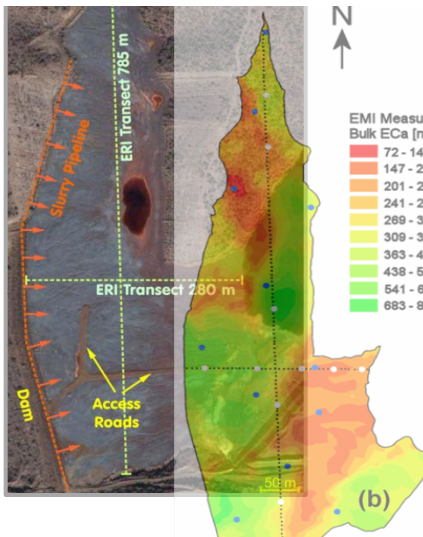 N
ERI Transect 785 m
Slurry Pipeline
EMI Measu
Bulk ECa [m
72 - 14
147 - 2
201 - 2
241 - 2
269 - 3
309 - 3
363 - 4
438 - 5
541 - 6
683 - 8
ERI Transect 280 m
Access
Roads
Dam
50 m
(b)